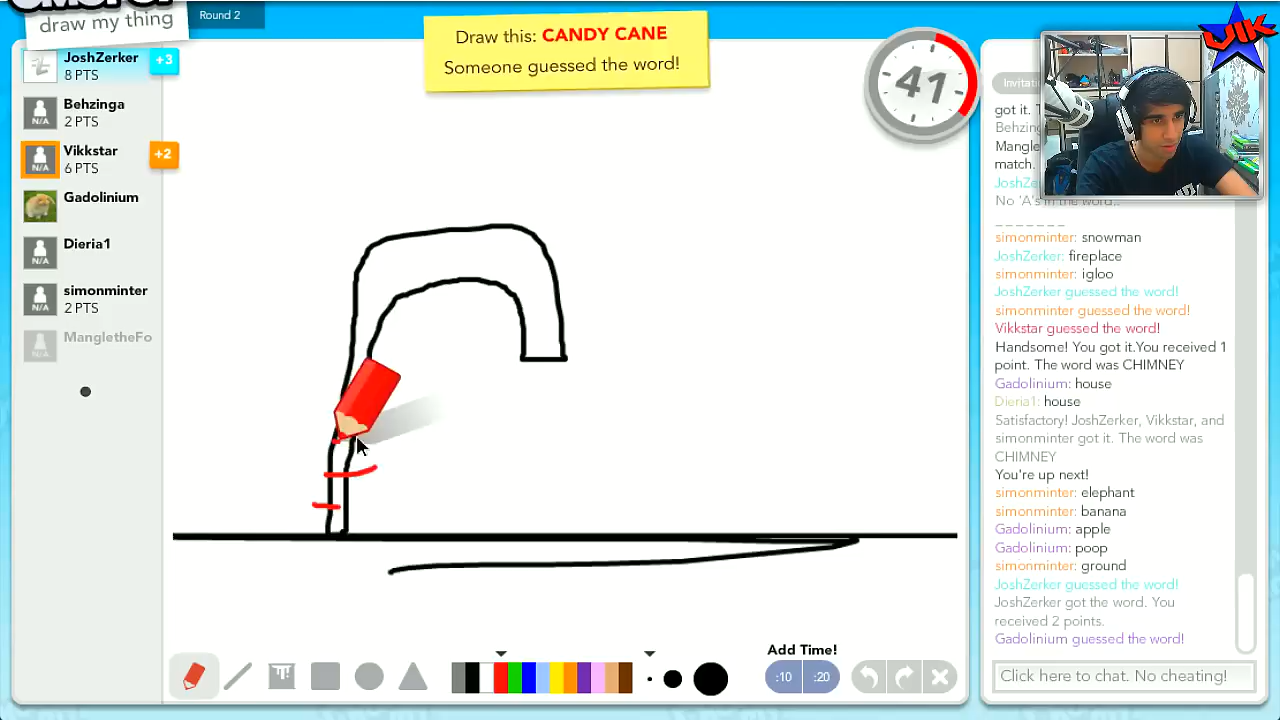 draw my thing
Round 2
Draw this: CANDY CANE
Someone guessed the word!
41
VIK
JoshZerker +3
8 PTS
N/A Behzinga
2 PTS
N/A Vikkstar +2
6 PTS
Gadolinium
N/A Dieria1
N/A simonminter
2 PTS
N/A MangletheFo
Invitati
got it. T
Behzing
Mangle
match.
JoshZe
No 'A's in the word..
_ _ _ _ _ _ _
simonminter: snowman
JoshZerker: fireplace
simonminter: igloo
JoshZerker guessed the word!
simonminter guessed the word!
Vikkstar guessed the word!
Handsome! You got it.You received 1
point. The word was CHIMNEY
Gadolinium: house
Dieria1: house
Satisfactory! JoshZerker, Vikkstar, and
simonminter got it. The word was
CHIMNEY
You're up next!
simonminter: elephant
simonminter: banana
Gadolinium: apple
Gadolinium: poop
simonminter: ground
JoshZerker guessed the word!
JoshZerker got the word. You
received 2 points.
Gadolinium guessed the word!
Click here to chat. No cheating!
Add Time!
:10 :20